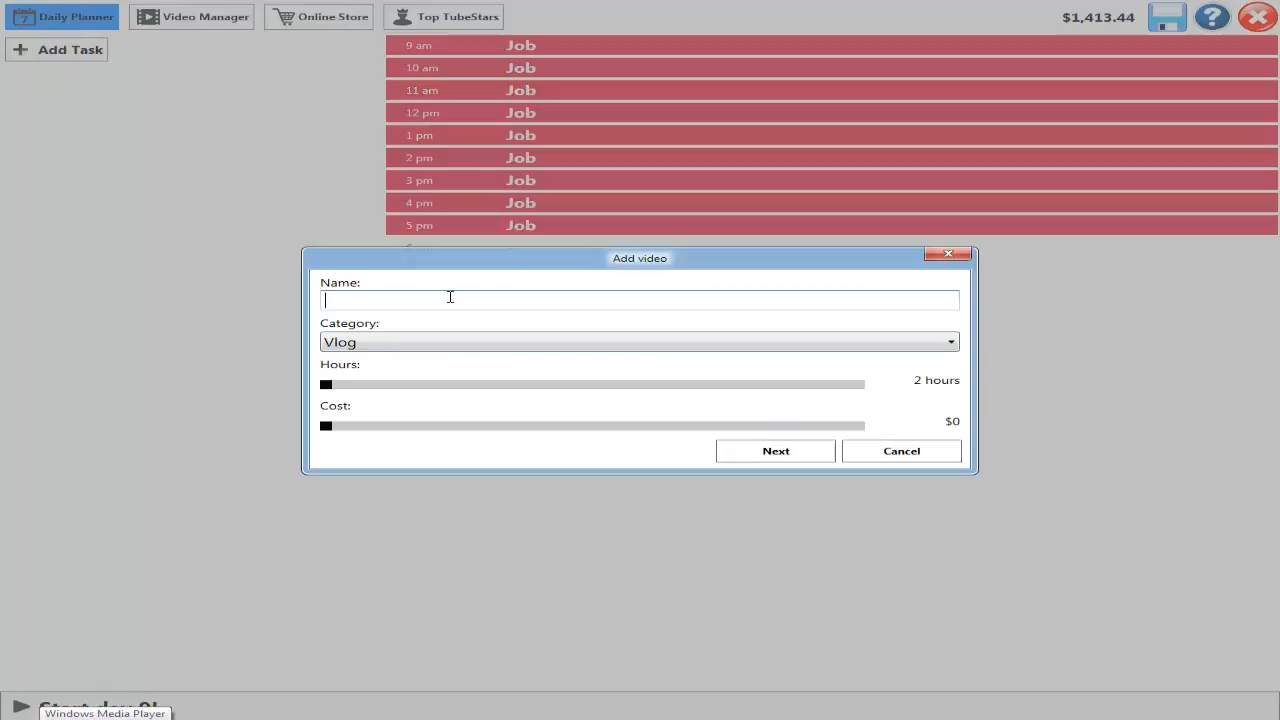 Daily Planner Video Manager Online Store Top TubeStars $1,413.44
+ Add Task
9 am Job
10 am Job
11 am Job
12 pm Job
1 pm Job
2 pm Job
3 pm Job
4 pm Job
5 pm Job
Add video
Name:
Category:
Vlog
Hours:
2 hours
Cost:
$0
Next Cancel
Windows Media Player